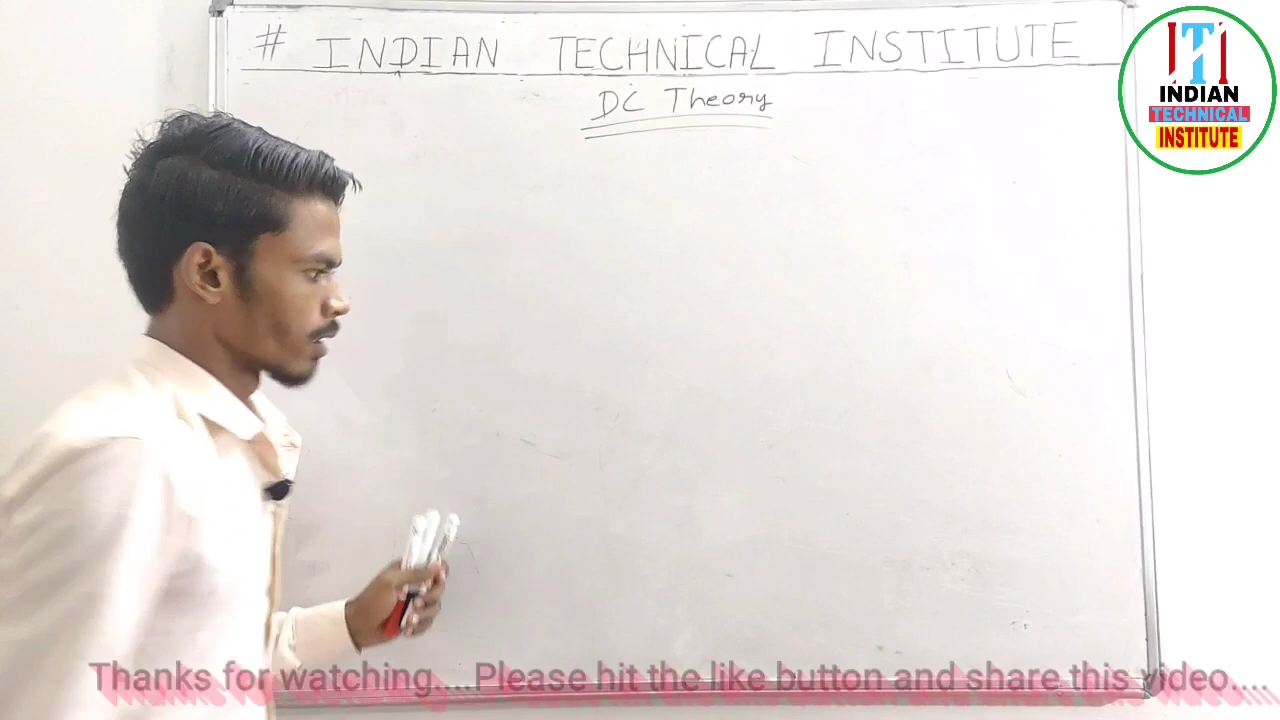 # INDIAN TECHNICAL INSTITUTE
DC Theory
ITI
INDIAN
TECHNICAL
INSTITUTE
Thanks for watching....Please hit the like button and share this video....